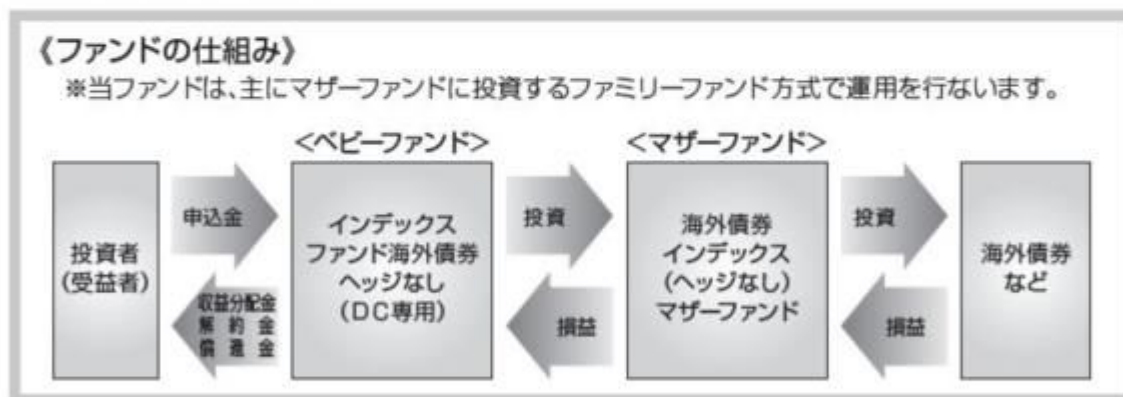 《ファンドの仕組み》
※当ファンドは、主にマザーファンドに投資するファミリーファンド方式で運用を行ないます。
<ベビーファンド>
<マザーファンド>
投資者
(受益者)
申込金
収益分配金
解約金
償還金
インデックス
ファンド海外債券
ヘッジなし
(DC専用)
投資
損益
海外債券
インデックス
(ヘッジなし)
マザーファンド
投資
損益
海外債券
など